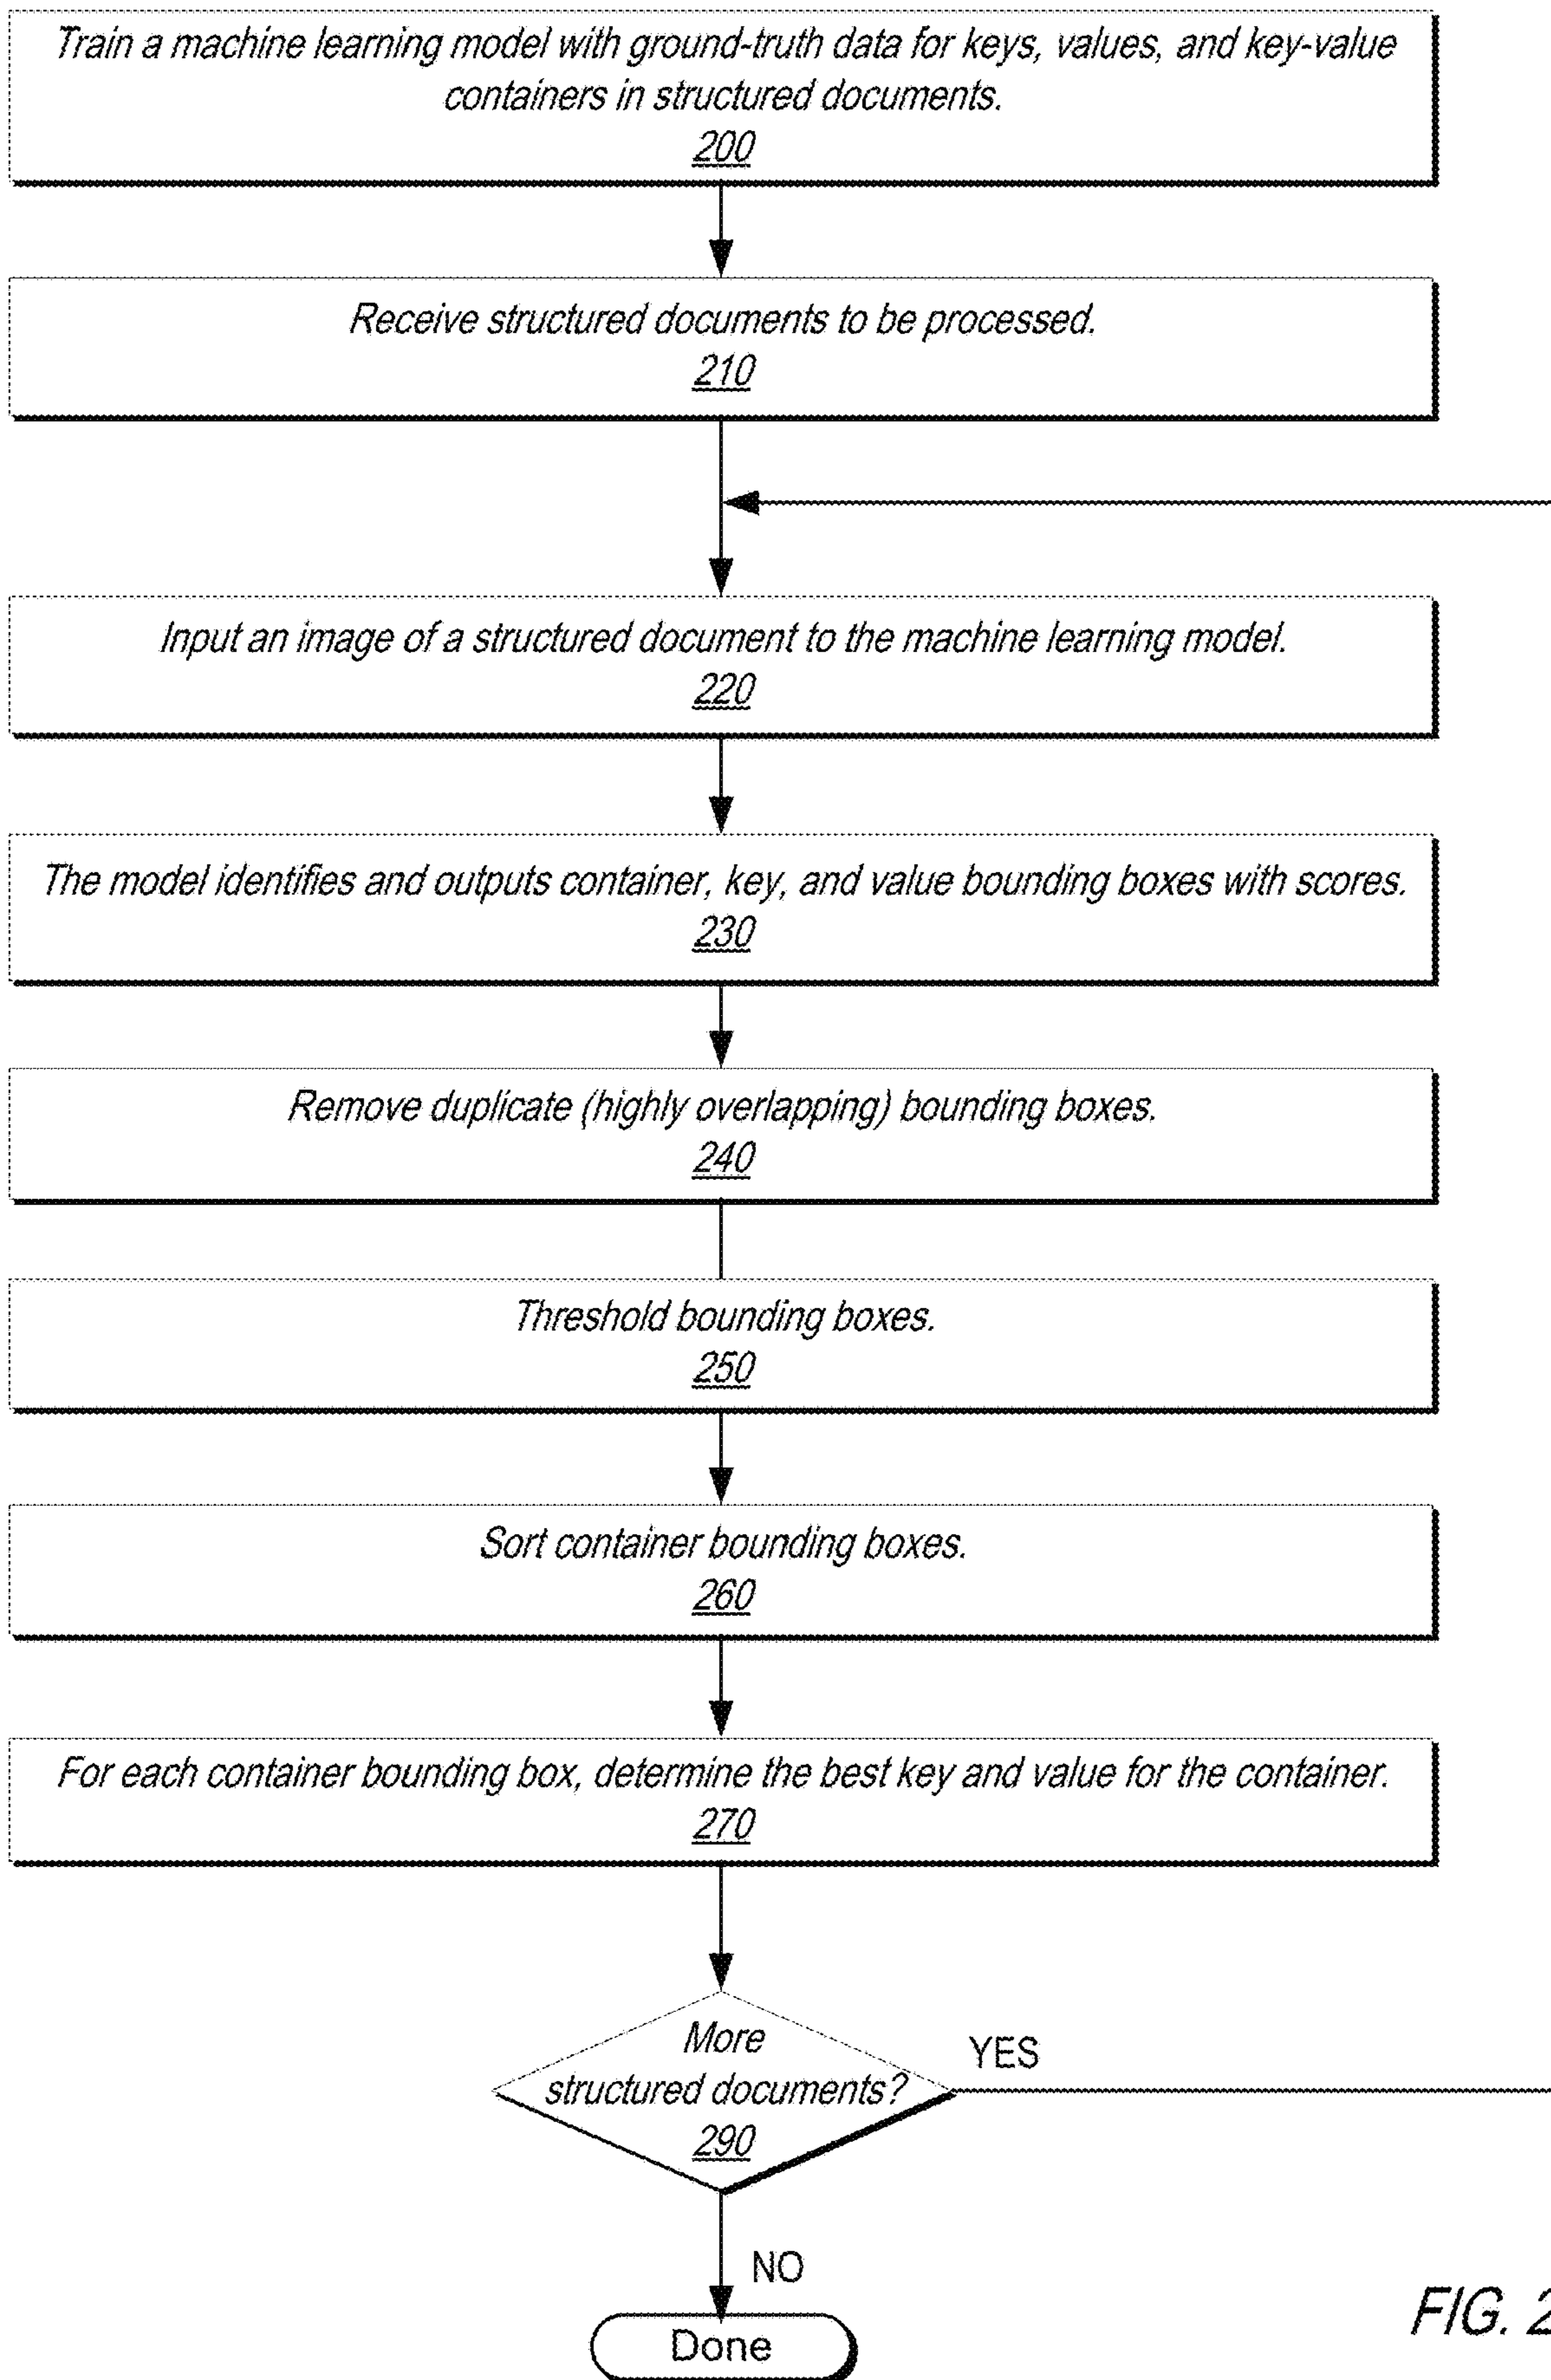 Train a machine learning model with ground-truth data for keys, values, and key-value
containers in structured documents.
200
Receive structured documents to be processed.
210
Input an image of a structured document to the machine learning model.
220
The model identifies and outputs container, key, and value bounding boxes with scores.
230
Remove duplicate (highly overlapping) bounding boxes.
240
Threshold bounding boxes.
250
Sort container bounding boxes.
260
For each container bounding box, determine the best key and value for the container.
270
More
structured documents?
290
YES
NO
Done
FIG. 2